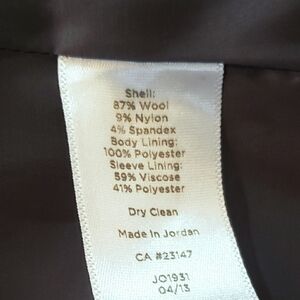 Shell:
87% Wool
9% Nylon
4% Spandex
Body Lining:
100% Polyester
Sleeve Lining:
59% Viscose
41% Polyester
Dry Clean
Made in Jordan
CA #23147
JO1931
04/13